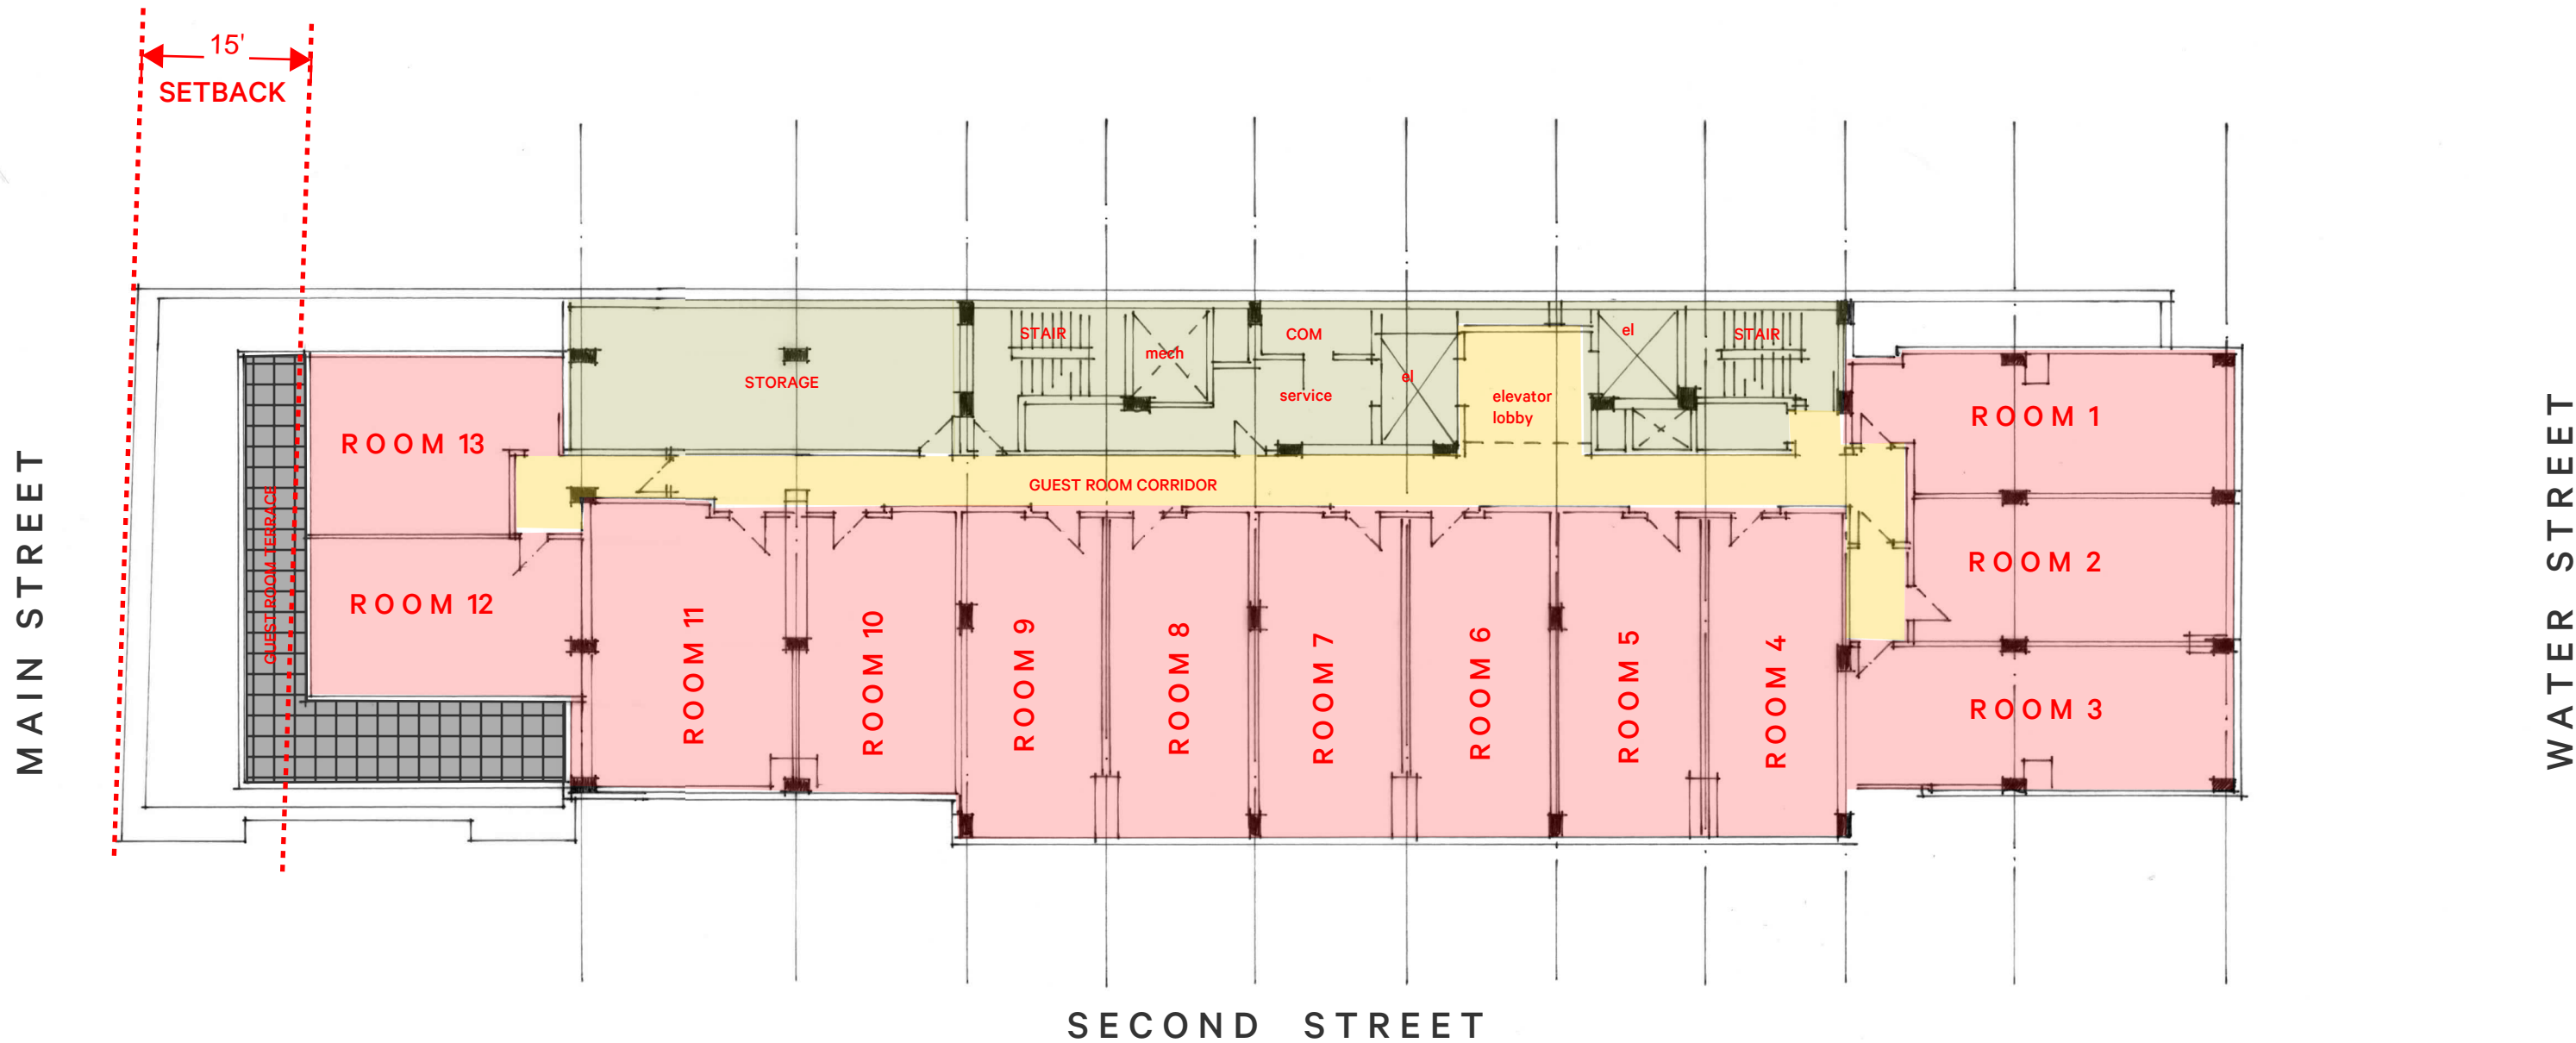 15'
SETBACK
STAIR
mech
COM
el
STAIR
STORAGE
el
service
elevator
lobby
ROOM 13
ROOM 1
GUEST ROOM CORRIDOR
GUEST ROOM TERRACE
ROOM 12
ROOM 2
ROOM 11
ROOM 10
ROOM 9
ROOM 8
ROOM 7
ROOM 6
ROOM 5
ROOM 4
ROOM 3
MAIN STREET
WATER STREET
SECOND STREET